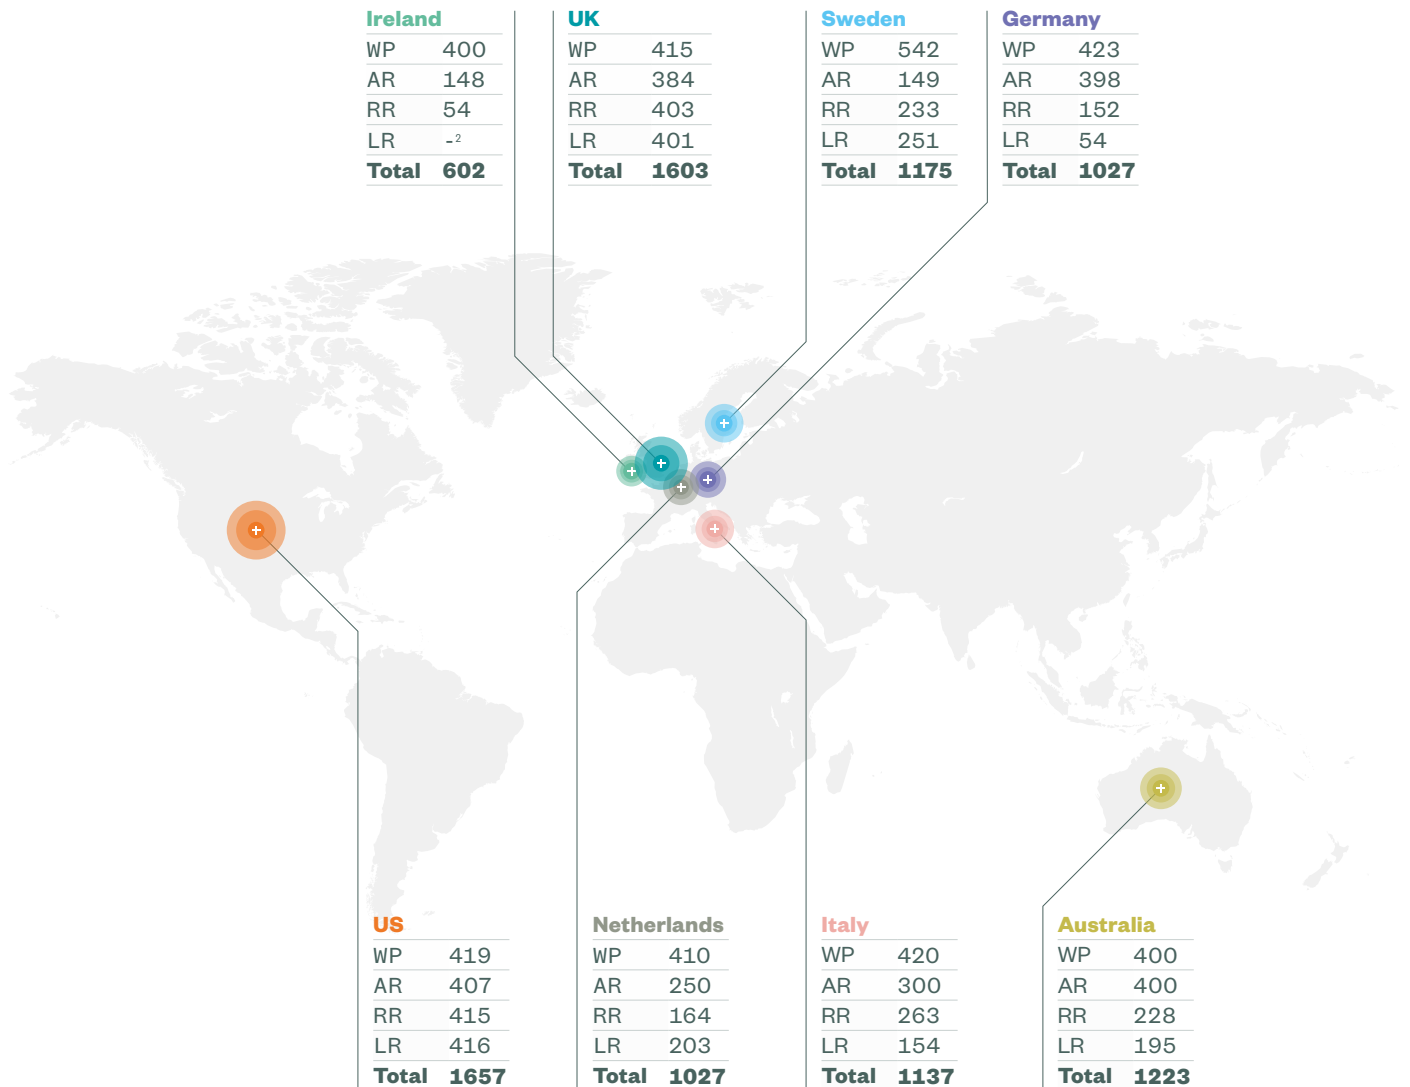 Ireland
WP 400
AR 148
RR 54
LR -²
Total 602
UK
WP 415
AR 384
RR 403
LR 401
Total 1603
Sweden
WP 542
AR 149
RR 233
LR 251
Total 1175
Germany
WP 423
AR 398
RR 152
LR 54
Total 1027
US
WP 419
AR 407
RR 415
LR 416
Total 1657
Netherlands
WP 410
AR 250
RR 164
LR 203
Total 1027
Italy
WP 420
AR 300
RR 263
LR 154
Total 1137
Australia
WP 400
AR 400
RR 228
LR 195
Total 1223